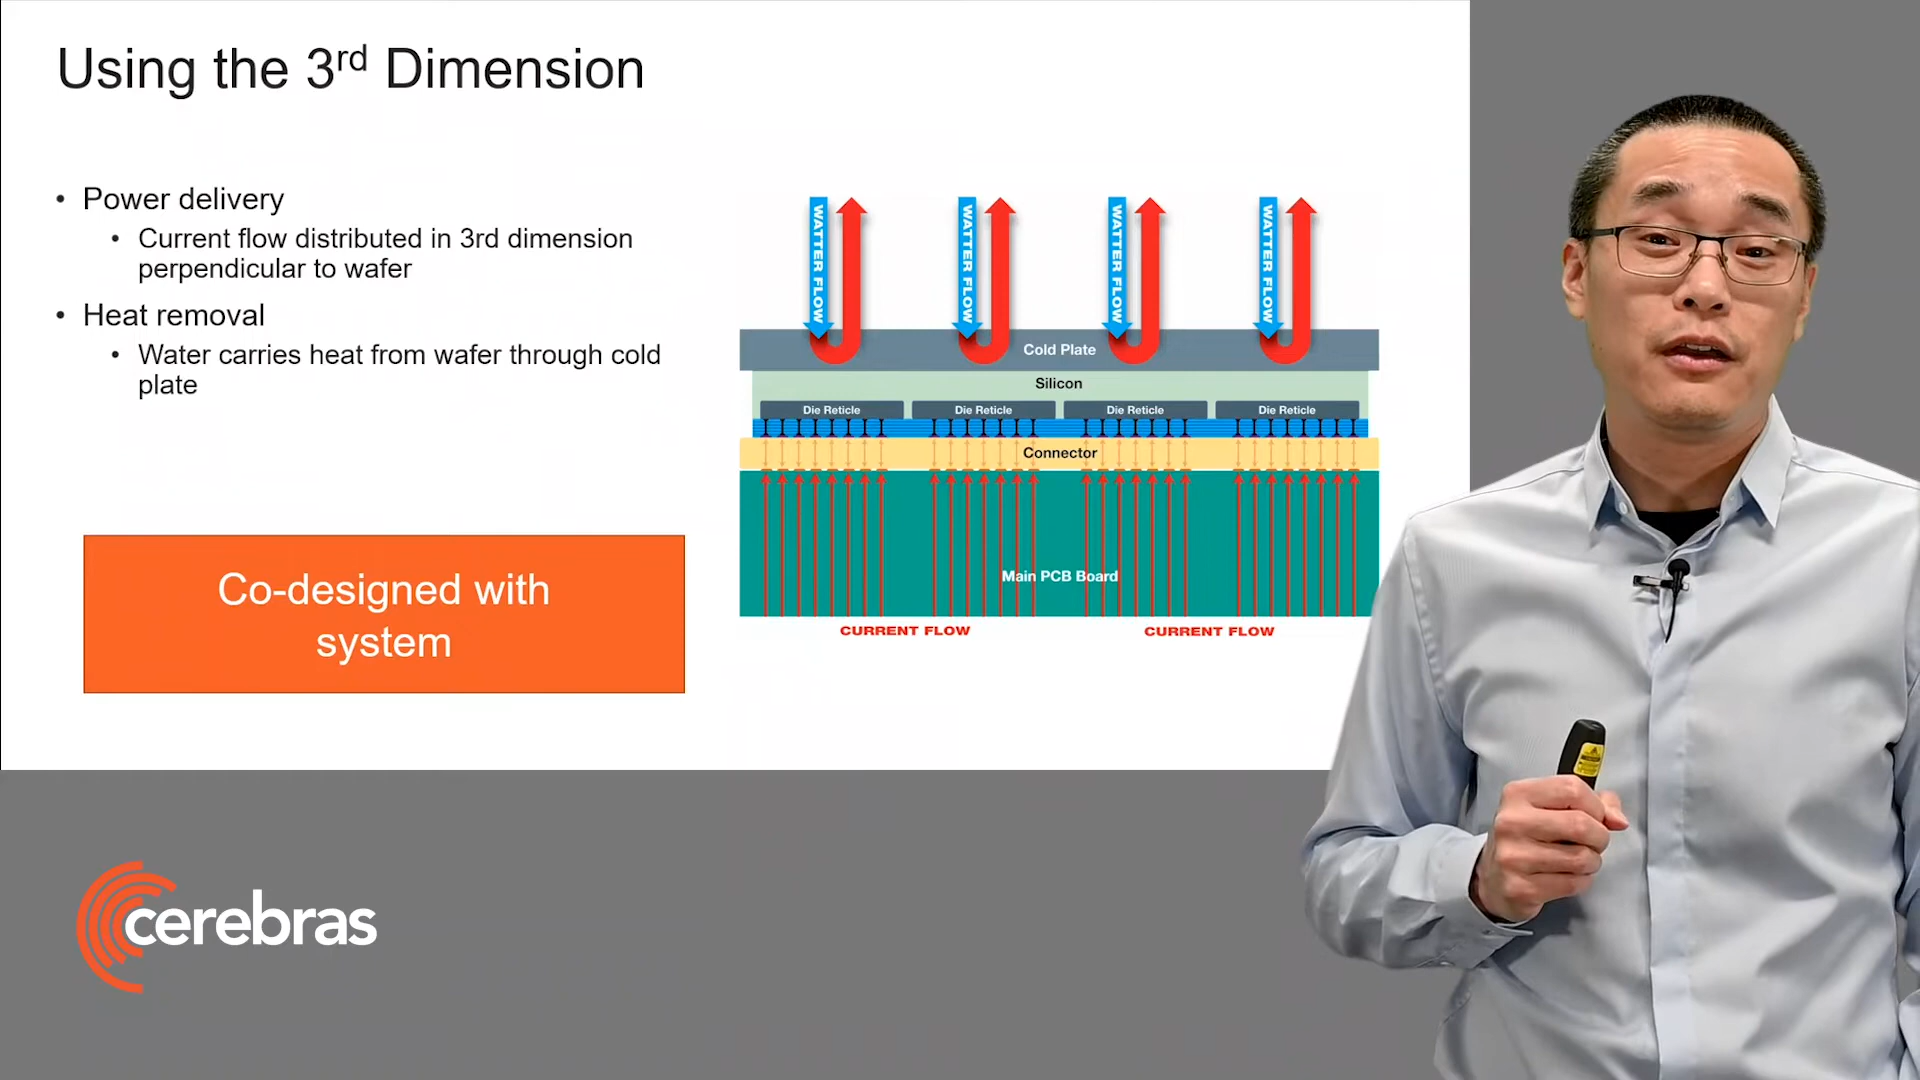 Using the 3rd Dimension
• Power delivery
• Current flow distributed in 3rd dimension
perpendicular to wafer
• Heat removal
• Water carries heat from wafer through cold
plate
Co-designed with
system
WATTER FLOW
WATTER FLOW
WATTER FLOW
WATTER FLOW
Cold Plate
Silicon
Die Reticle
Die Reticle
Die Reticle
Die Reticle
Connector
Main PCB Board
CURRENT FLOW
CURRENT FLOW
cerebras